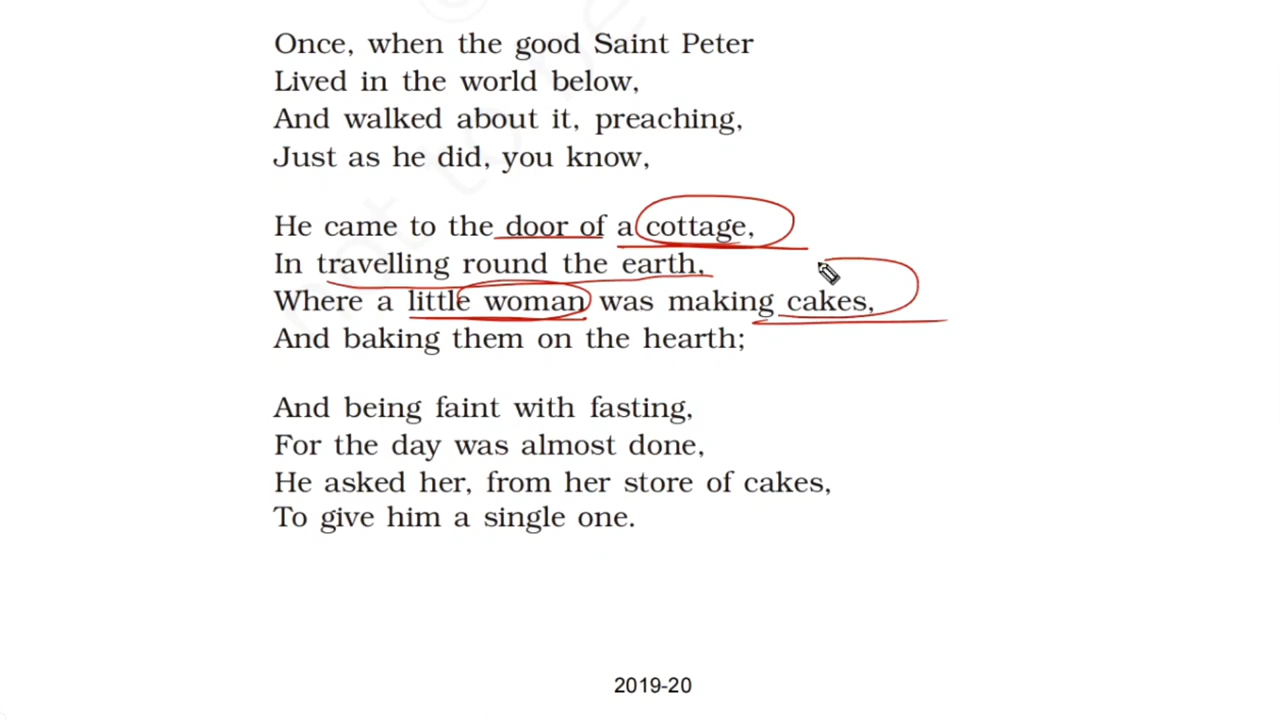 Once, when the good Saint Peter
Lived in the world below,
And walked about it, preaching,
Just as he did, you know,
He came to the door of a cottage,
In travelling round the earth,
Where a little woman was making cakes,
And baking them on the hearth;
And being faint with fasting,
For the day was almost done,
He asked her, from her store of cakes,
To give him a single one.
2019-20